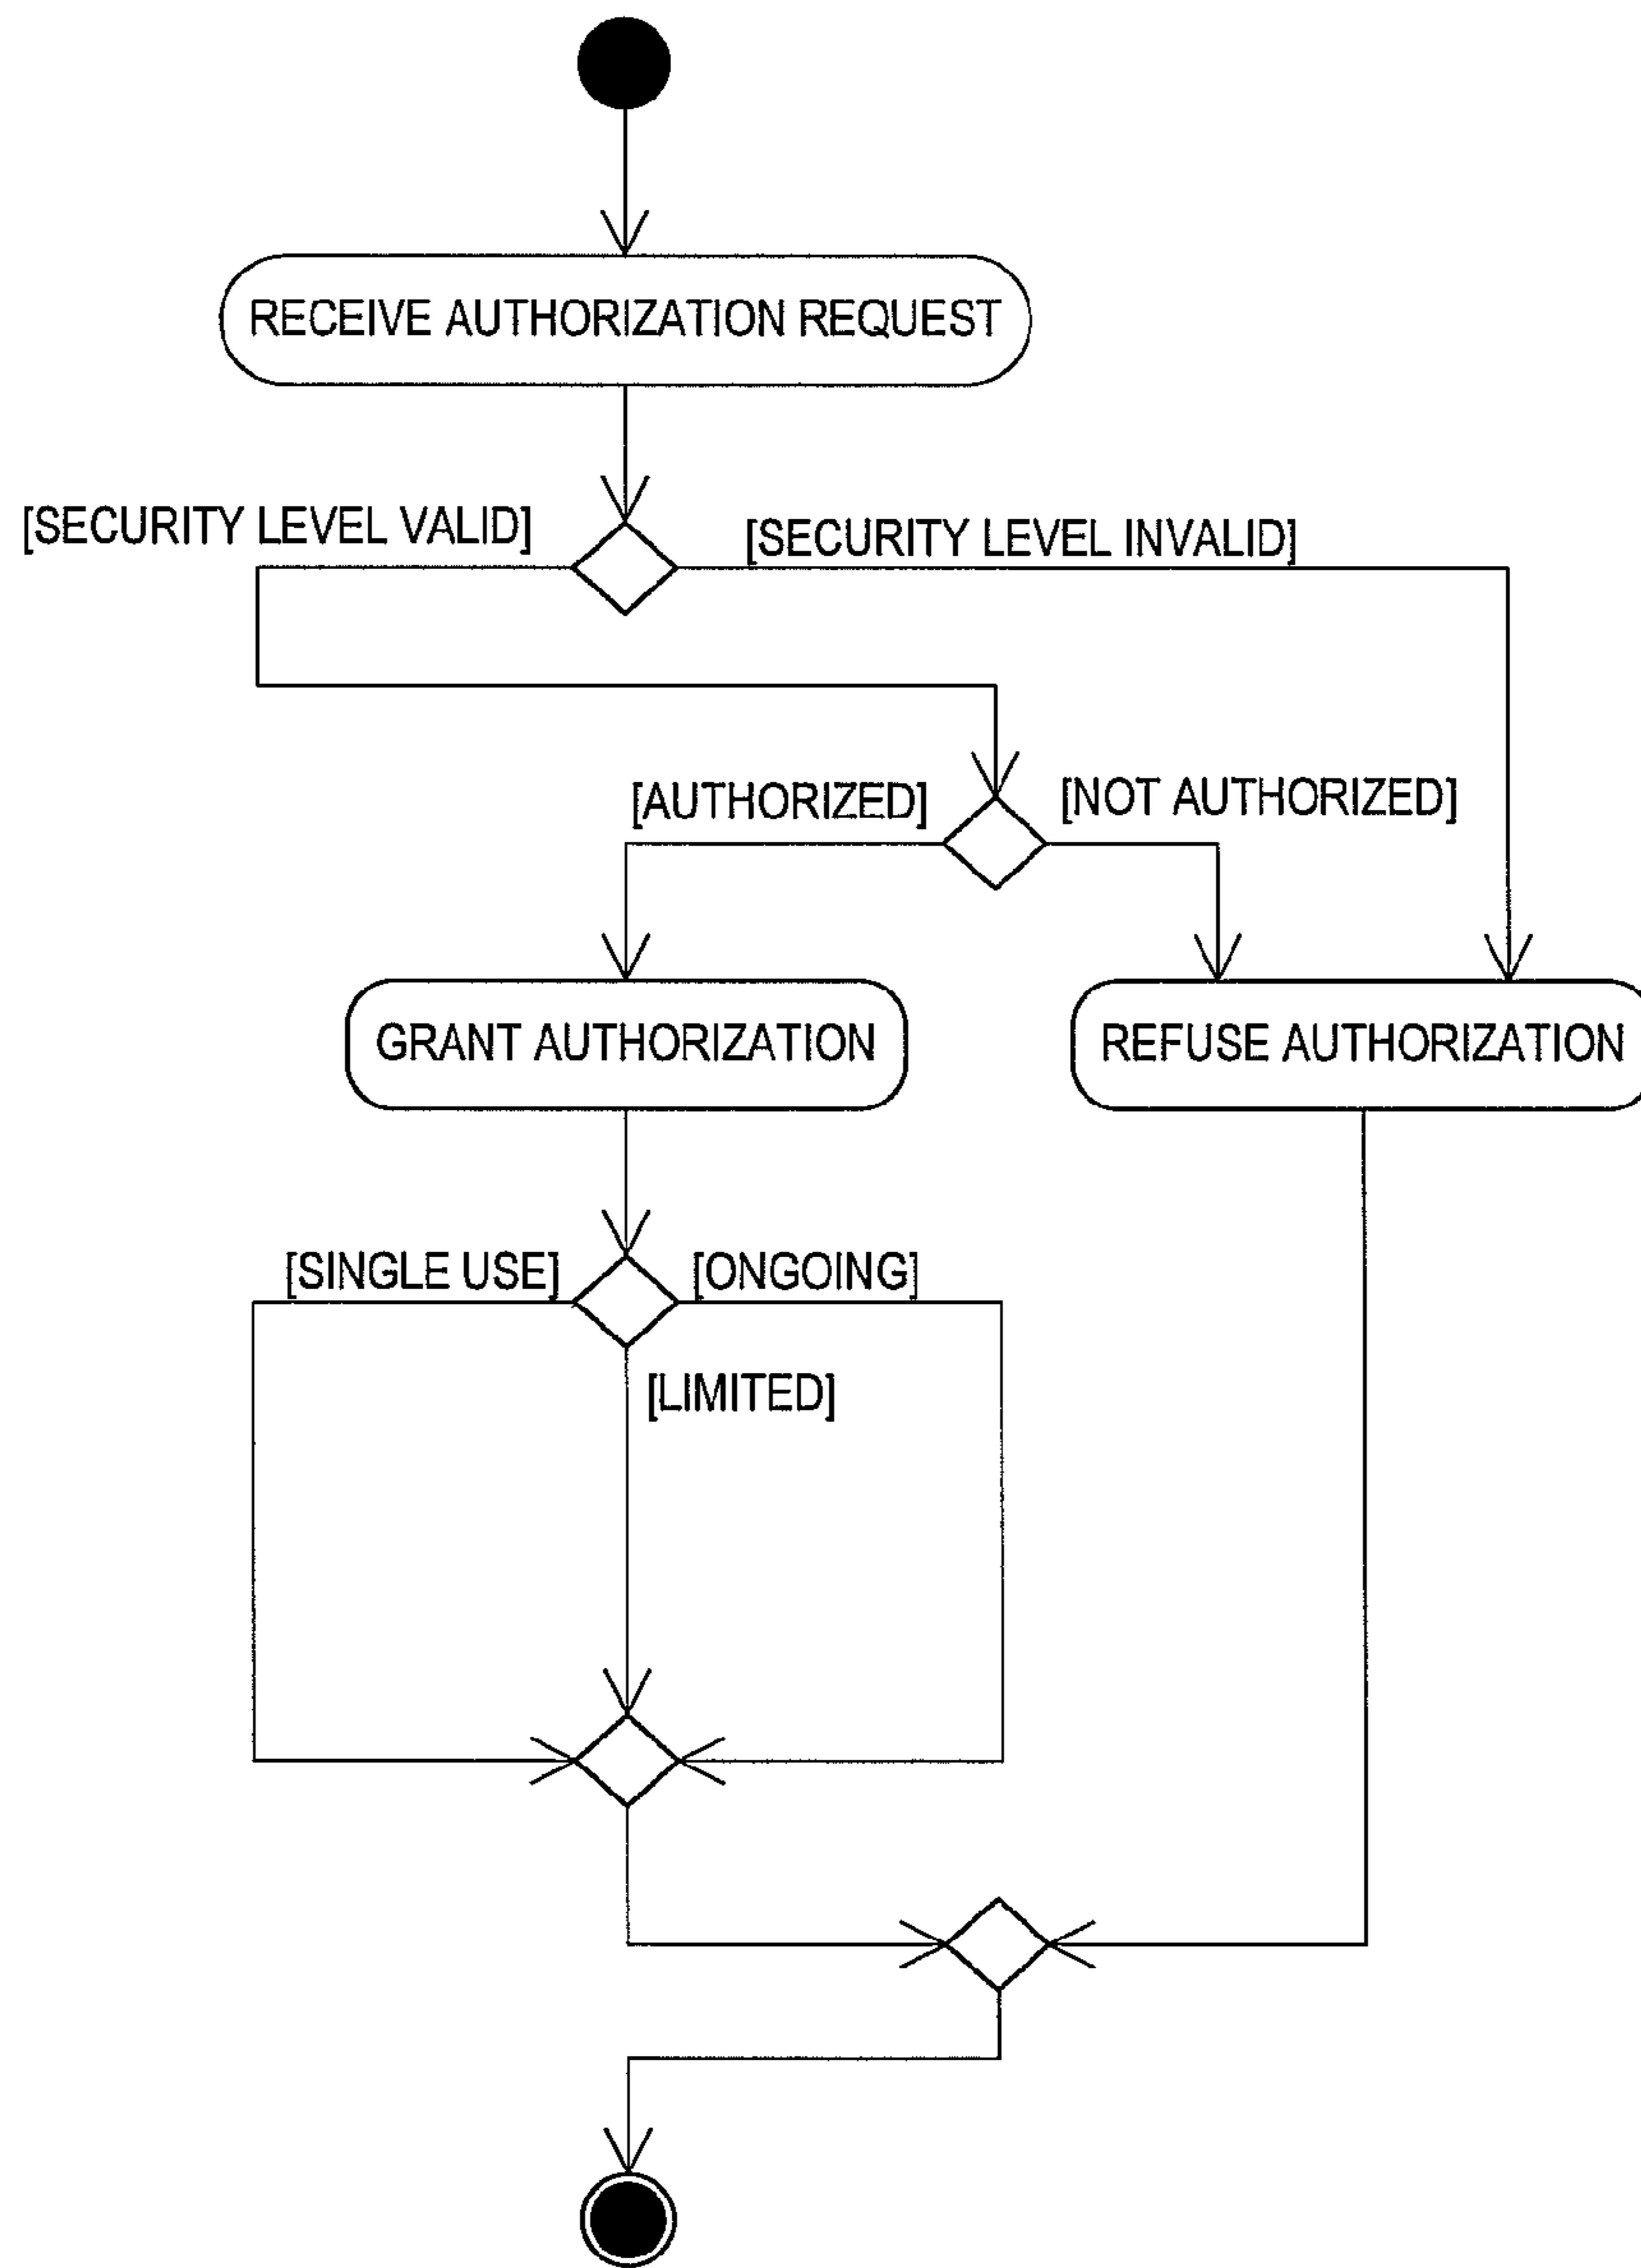 RECEIVE AUTHORIZATION REQUEST
[SECURITY LEVEL VALID]
[SECURITY LEVEL INVALID]
[AUTHORIZED]
[NOT AUTHORIZED]
GRANT AUTHORIZATION
REFUSE AUTHORIZATION
[SINGLE USE]
[ONGOING]
[LIMITED]